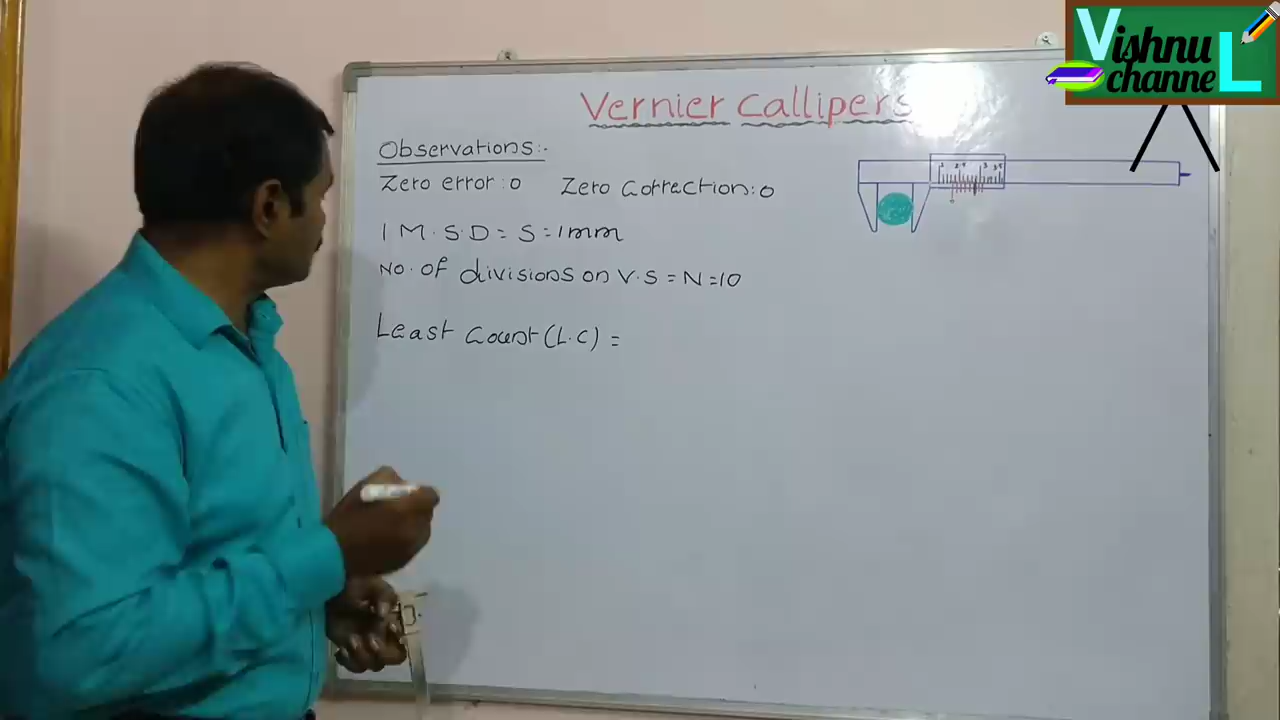 Vishnu
channel
Vernier Callipers
Observations:-
Zero error:0 Zero Correction:0
1 M.S.D = S = 1mm
No. of divisions on V.S = N = 10
Least Count (L.C) =